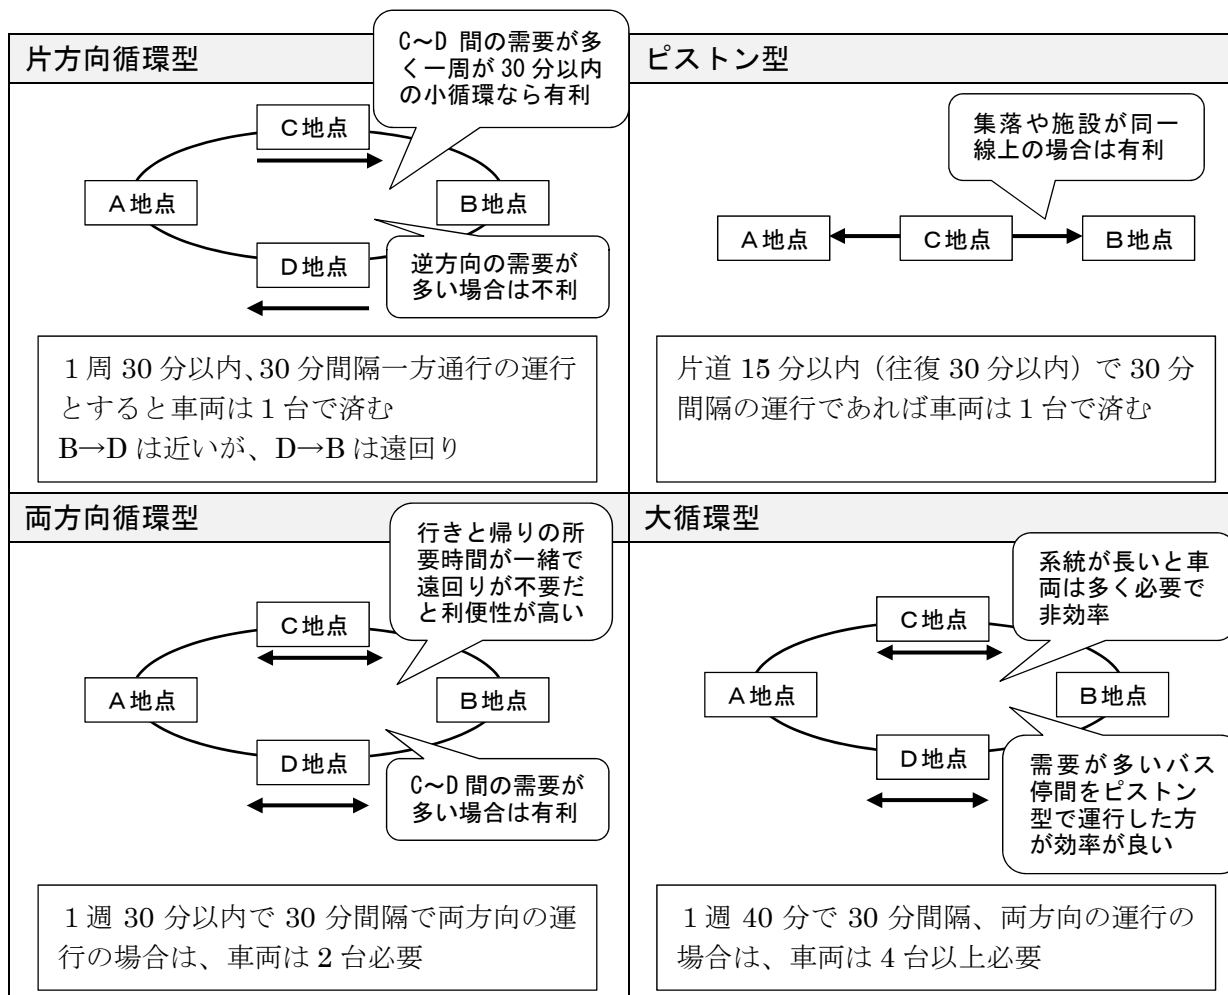 片方向循環型
C～D 間の需要が多
く一周が 30 分以内
の小循環なら有利
C地点
A地点
B地点
D地点
逆方向の需要が
多い場合は不利
１周 30 分以内、30 分間隔一方通行の運行
とすると車両は１台で済む
B→D は近いが、D→B は遠回り
ピストン型
集落や施設が同一
線上の場合は有利
A地点
C地点
B地点
片道 15 分以内（往復 30 分以内）で 30 分
間隔の運行であれば車両は１台で済む
両方向循環型
行きと帰りの所
要時間が一緒で
遠回りが不要だ
と利便性が高い
C地点
A地点
B地点
D地点
C～D 間の需要が
多い場合は有利
１週 30 分以内で 30 分間隔で両方向の運
行の場合は、車両は 2 台必要
大循環型
系統が長いと車
両は多く必要で
非効率
C地点
A地点
B地点
D地点
需要が多いバス
停間をピストン
型で運行した方
が効率が良い
１週 40 分で 30 分間隔、両方向の運行の
場合は、車両は 4 台以上必要